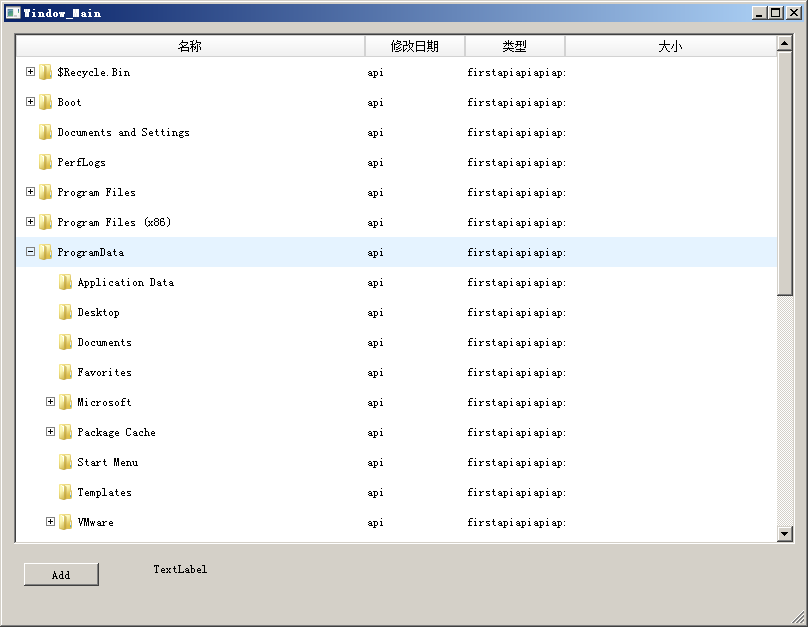 Window_Main
名称 修改日期 类型 大小
$Recycle.Bin api firstapiapiapiap:
Boot api firstapiapiapiap:
Documents and Settings api firstapiapiapiap:
PerfLogs api firstapiapiapiap:
Program Files api firstapiapiapiap:
Program Files (x86) api firstapiapiapiap:
ProgramData api firstapiapiapiap:
Application Data api firstapiapiapiap:
Desktop api firstapiapiapiap:
Documents api firstapiapiapiap:
Favorites api firstapiapiapiap:
Microsoft api firstapiapiapiap:
Package Cache api firstapiapiapiap:
Start Menu api firstapiapiapiap:
Templates api firstapiapiapiap:
VMware api firstapiapiapiap:
Add TextLabel